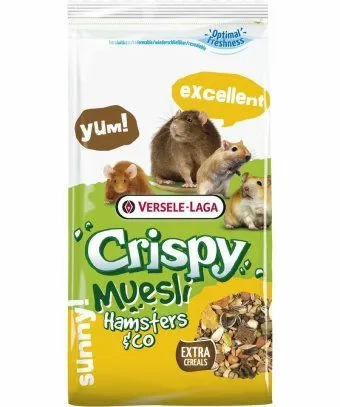 Optimal
freshness
excellent
yum!
VERSELE-LAGA
Crispy
Muesli
Hamsters
&CO
sunny!
EXTRA
CEREALS